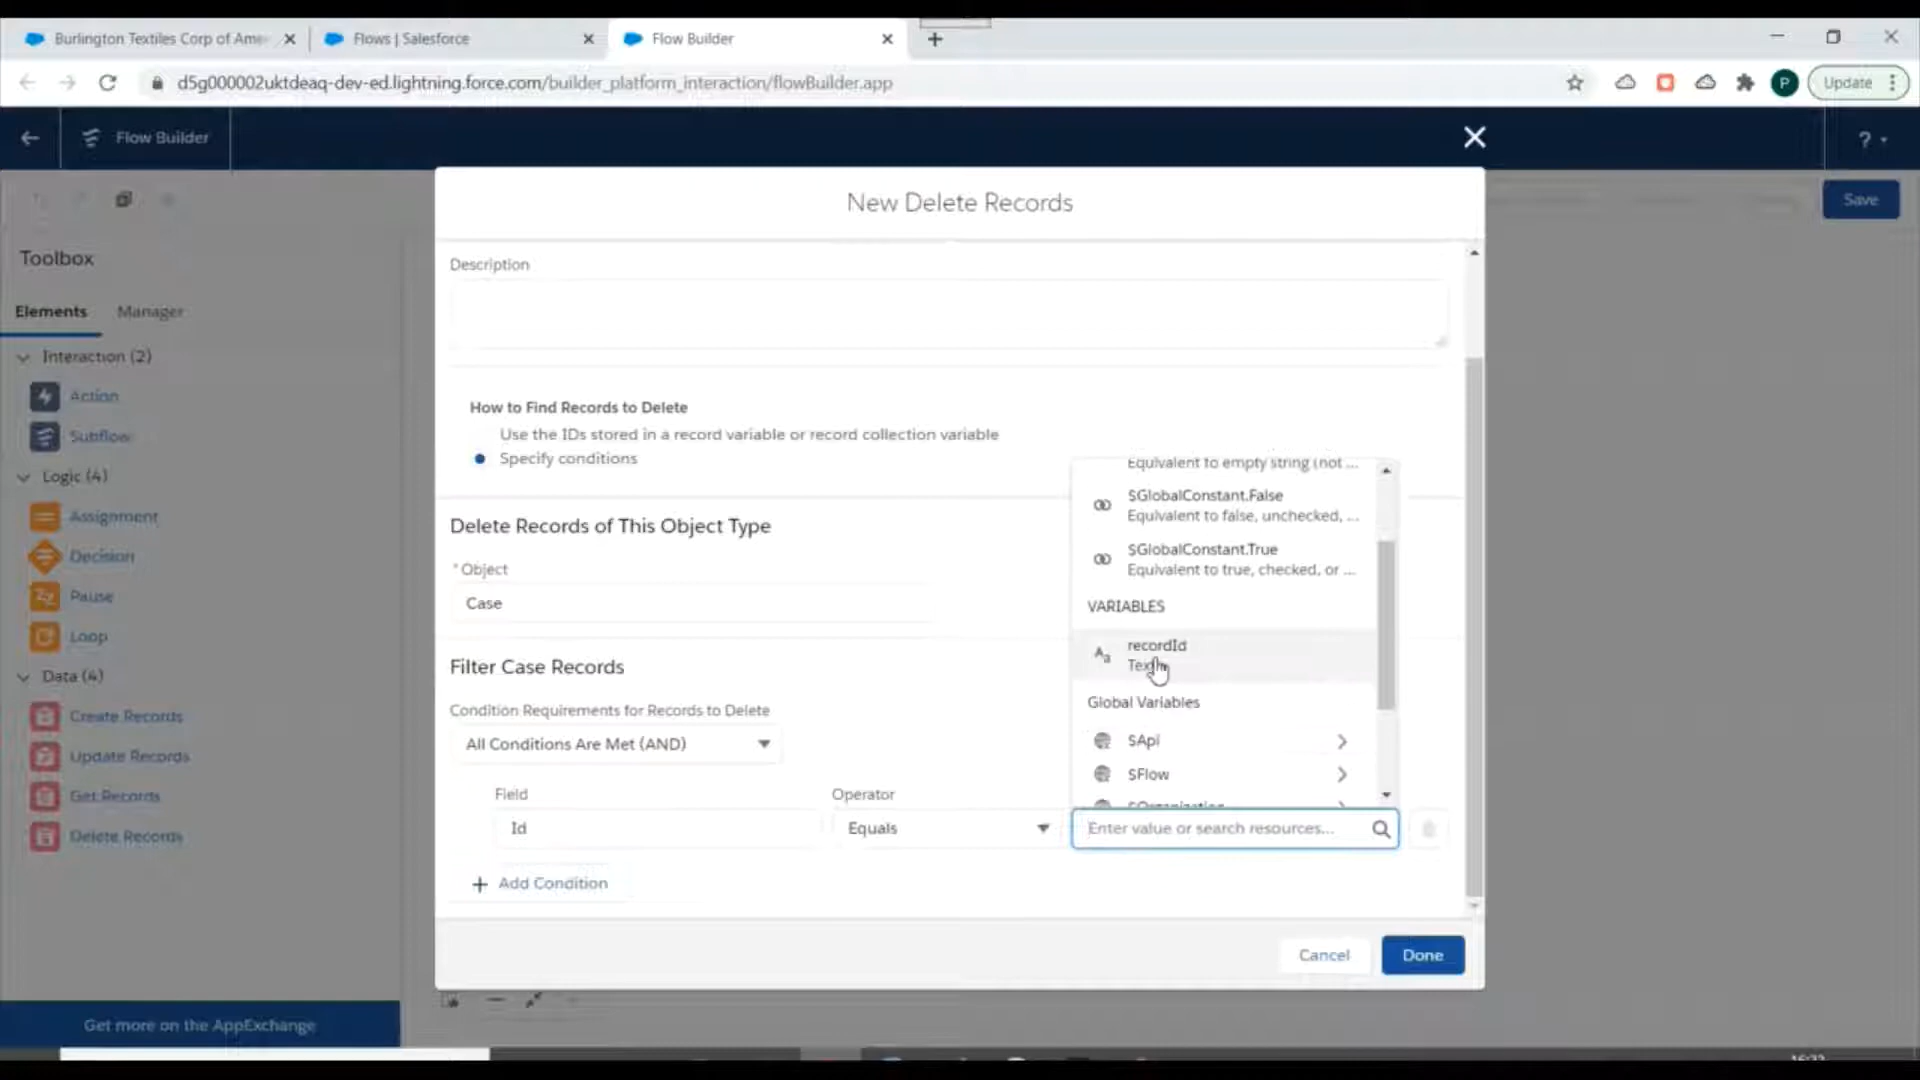 Burlington Textiles Corp of Ame
Flows | Salesforce
Flow Builder
d5g000002uktdeaq-dev-ed.lightning.force.com/builder_platform_interaction/flowBuilder.app
P
Update
Flow Builder
?
New Delete Records
Save
Toolbox
Elements
Manager
Interaction (2)
Action
Subflow
Logic (4)
Assignment
Decision
Pause
Loop
Data (4)
Create Records
Update Records
Get Records
Delete Records
Get more on the AppExchange
Description
How to Find Records to Delete
Use the IDs stored in a record variable or record collection variable
Specify conditions
Delete Records of This Object Type
*Object
Case
Filter Case Records
Condition Requirements for Records to Delete
All Conditions Are Met (AND)
Field
Operator
Id
Equals
Enter value or search resources...
+ Add Condition
Equivalent to empty string (not ...
$GlobalConstant.False
Equivalent to false, unchecked, ...
$GlobalConstant.True
Equivalent to true, checked, or ...
VARIABLES
recordId
Global Variables
$Api
$Flow
$Organization
Cancel
Done